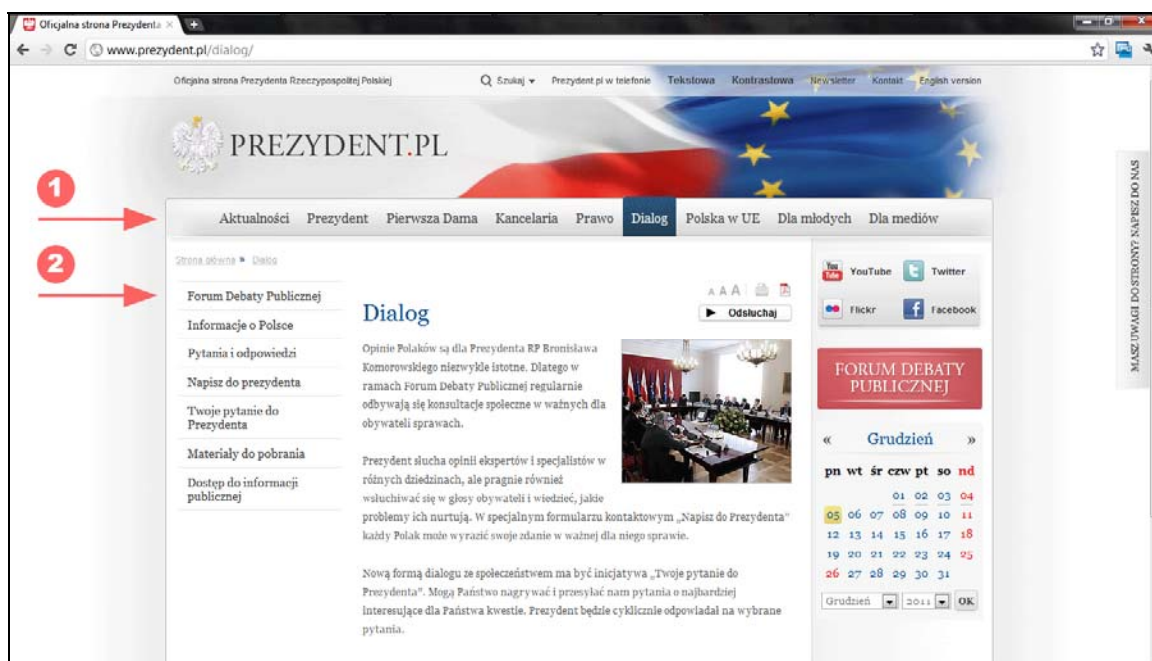 Oficjalna strona Prezydenta
www.prezydent.pl/dialog/
Oficjalna strona Prezydenta Rzeczypospolitej Polskiej Szukaj Prezydent.pl w telefonie Tekstowa Kontrastowa Newsletter Kontakt English version
PREZYDENT.PL
1
Aktualności Prezydent Pierwsza Dama Kancelaria Prawo Dialog Polska w UE Dla młodych Dla mediów
2
Strona główna Dialog
Forum Debaty Publicznej
Informacje o Polsce
Pytania i odpowiedzi
Napisz do prezydenta
Twoje pytanie do
Prezydenta
Materiały do pobrania
Dostęp do informacji
publicznej
A A A
Odsłuchaj
Dialog
Opinie Polaków są dla Prezydenta RP Bronisława
Komorowskiego niezwykle istotne. Dlatego w
ramach Forum Debaty Publicznej regularnie
odbywają się konsultacje społeczne w ważnych dla
obywateli sprawach.
Prezydent słucha opinii ekspertów i specjalistów w
różnych dziedzinach, ale pragnie również
wsłuchiwać się w głosy obywateli i wiedzieć, jakie
problemy ich nurtują. W specjalnym formularzu kontaktowym „Napisz do Prezydenta”
każdy Polak może wyrazić swoje zdanie w ważnej dla niego sprawie.
Nową formą dialogu ze społeczeństwem ma być inicjatywa „Twoje pytanie do
Prezydenta”. Mogą Państwo nagrywać i przesyłać nam pytania o najbardziej
interesujące dla Państwa kwestie. Prezydent będzie cyklicznie odpowiadał na wybrane
pytania.
You Tube YouTube Twitter
Flickr Facebook
FORUM DEBATY
PUBLICZNEJ
« Grudzień »
pn wt śr czw pt so nd
01 02 03 04
05 06 07 08 09 10 11
12 13 14 15 16 17 18
19 20 21 22 23 24 25
26 27 28 29 30 31
Grudzień 2011 OK
MASZ UWAGI DO STRONY? NAPISZ DO NAS